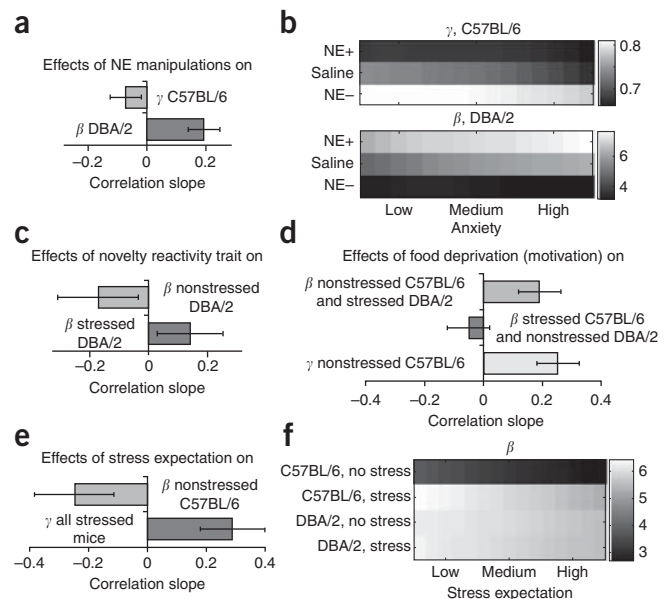 a
Effects of NE manipulations on
γ C57BL/6
β DBA/2
−0.2 0 0.2
Correlation slope
b
γ, C57BL/6
NE+
Saline
NE−
0.8
0.7
β, DBA/2
NE+
Saline
NE−
6
4
Low Medium High
Anxiety
c
Effects of novelty reactivity trait on
β nonstressed
DBA/2
β stressed
DBA/2
−0.2 0 0.2
Correlation slope
d
Effects of food deprivation (motivation) on
β nonstressed C57BL/6
and stressed DBA/2
β stressed C57BL/6
and nonstressed DBA/2
γ nonstressed C57BL/6
−0.4 −0.2 0 0.2 0.4
Correlation slope
e
Effects of stress expectation on
β nonstressed
C57BL/6
γ all stressed
mice
−0.4 −0.2 0 0.2 0.4
Correlation slope
f
β
C57BL/6, no stress
C57BL/6, stress
DBA/2, no stress
DBA/2, stress
6
5
4
3
Low Medium High
Stress expectation